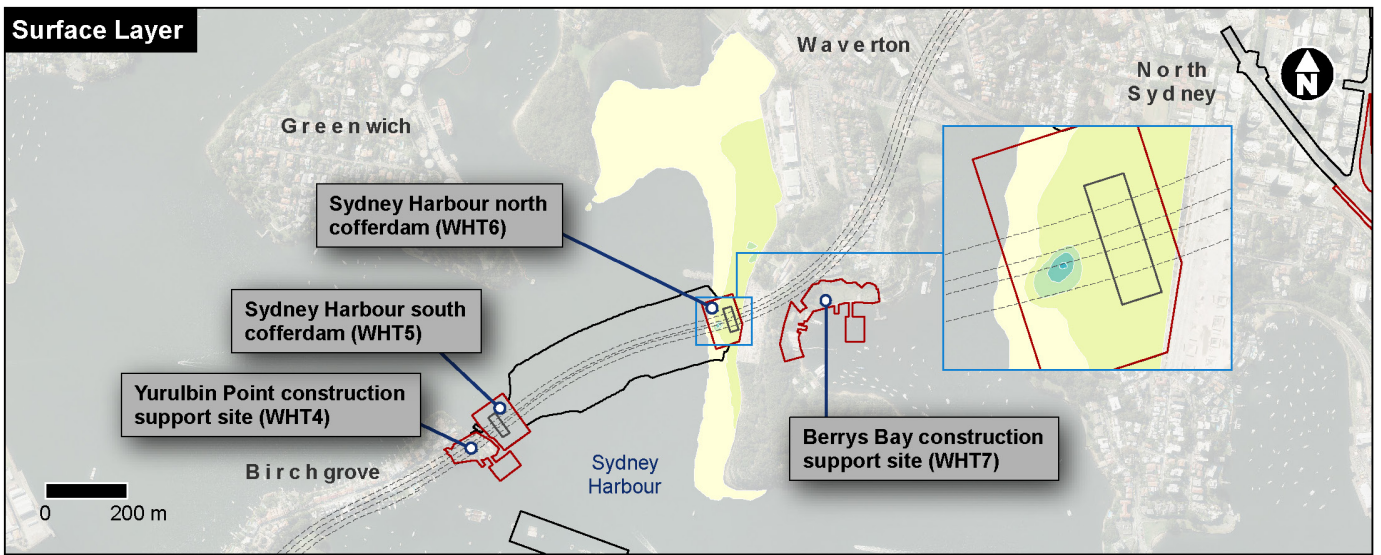 Surface Layer
Waverton
North
Sydney
N
Greenwich
Sydney Harbour north
cofferdam (WHT6)
Sydney Harbour south
cofferdam (WHT5)
Yurulbin Point construction
support site (WHT4)
Berrys Bay construction
support site (WHT7)
Birchgrove
Sydney
Harbour
0 200 m